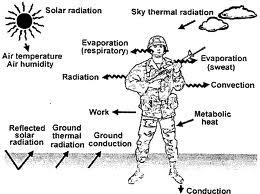 Solar radiation
Sky thermal radiation
Air temperature
Air humidity
Evaporation
(respiratory)
Evaporation
(sweat)
Radiation
Convection
Work
Metabolic
heat
Reflected
solar
radiation
Ground
thermal
radiation
Ground
conduction
Conduction